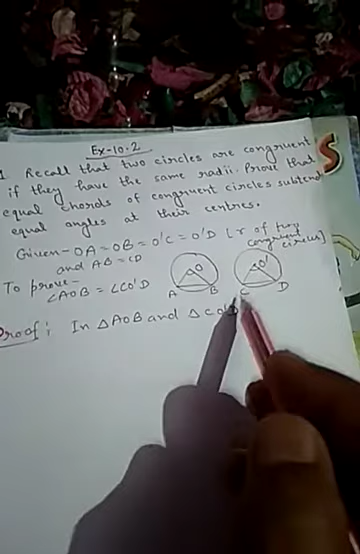 Ex-10.2
1 Recall that two circles are congruent
if they have the same radii. Prove that
equal chords of congruent circles subtend
equal angles at their centres.
Given- OA = OB = O'C = O'D [r of two
congruent
circles]
and AB = CD
To prove-
∠AOB = ∠CO'D
O
A B
O'
C D
Proof: In △AOB and △CO'D
S